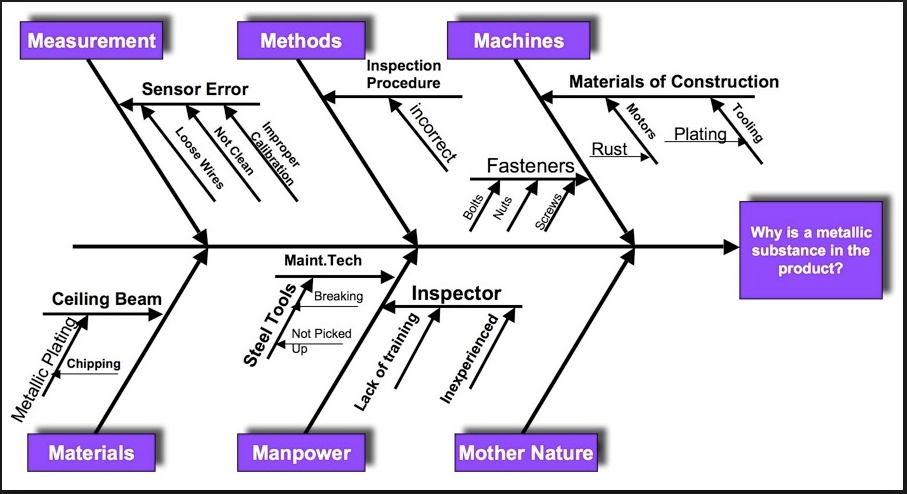 Measurement
Methods
Machines
Sensor Error
Loose Wires
Not Clean
Improper
Calibration
Inspection
Procedure
incorrect
Materials of Construction
Motors
Rust
Tooling
Plating
Fasteners
Bolts
Nuts
Screws
Why is a metallic
substance in the
product?
Ceiling Beam
Metallic Plating
Chipping
Maint.Tech
Steel Tools
Breaking
Not Picked
Up
Inspector
Lack of training
Inexperienced
Materials
Manpower
Mother Nature